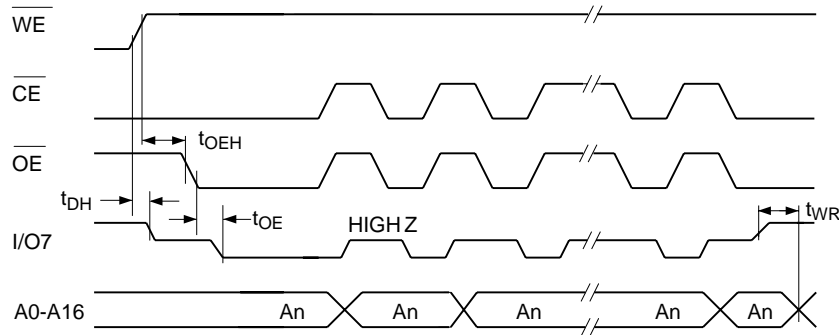 WE
CE
tOEH
OE
tDH
tOE
HIGH Z
tWR
I/O7
A0-A16
An
An
An
An
An